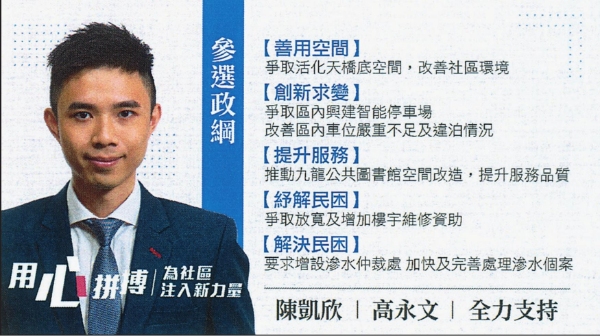 參選政綱
【善用空間】
爭取活化天橋底空間，改善社區環境
【創新求變】
爭取區內興建智能停車場
改善區內車位嚴重不足及違泊情況
【提升服務】
推動九龍公共圖書館空間改造，提升服務品質
【紓解民困】
爭取放寬及增加樓宇維修資助
【解決民困】
要求增設滲水仲裁處 加快及完善處理滲水個案
用心拼搏
為社區
注入新力量
陳凱欣 | 高永文 | 全力支持